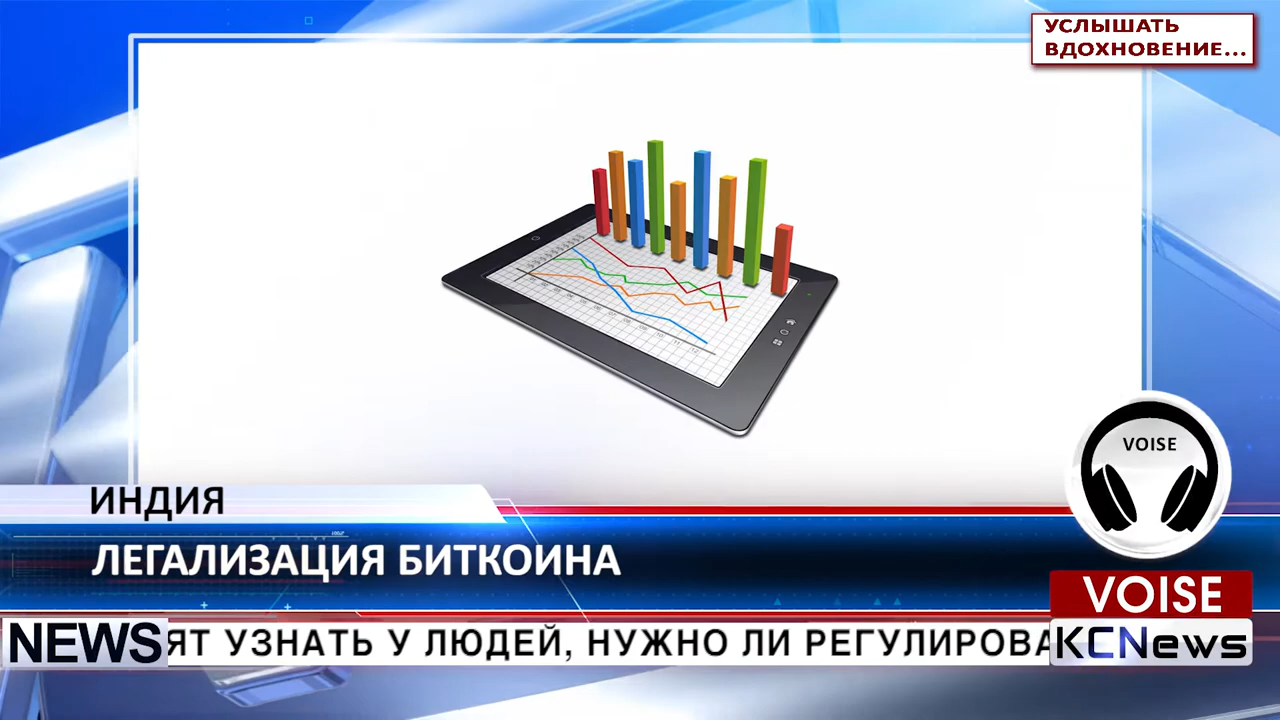 УСЛЫШАТЬ
ВДОХНОВЕНИЕ...
VOISE
ИНДИЯ
ЛЕГАЛИЗАЦИЯ БИТКОИНА
VOISE
NEWS
ЯТ УЗНАТЬ У ЛЮДЕЙ, НУЖНО ЛИ РЕГУЛИРОВА
KCNews